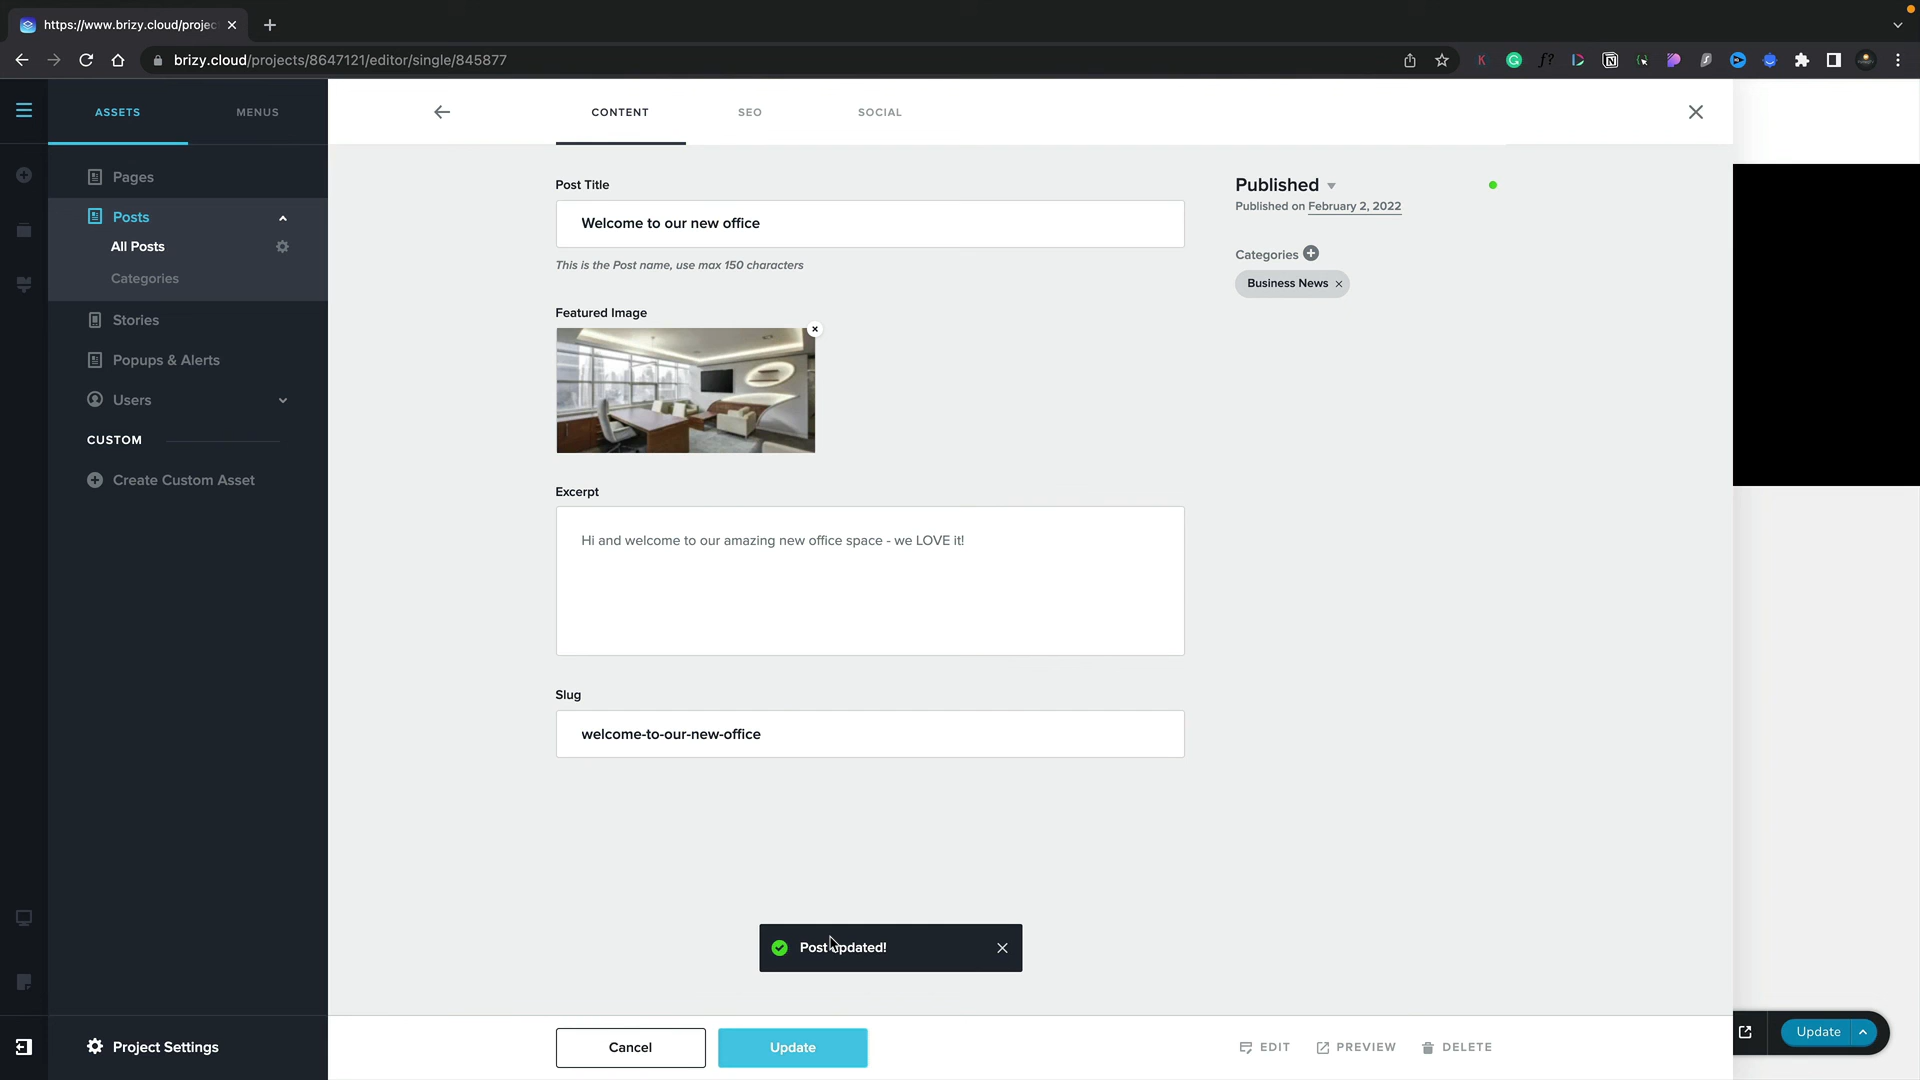 https://www.brizy.cloud/projec
brizy.cloud/projects/8647121/editor/single/845877
ASSETS
MENUS
CONTENT
SEO
SOCIAL
Pages
Posts
All Posts
Categories
Stories
Popups & Alerts
Users
CUSTOM
Create Custom Asset
Project Settings
Post Title
Welcome to our new office
This is the Post name, use max 150 characters
Featured Image
Excerpt
Hi and welcome to our amazing new office space - we LOVE it!
Slug
welcome-to-our-new-office
Published
Published on February 2, 2022
Categories
Business News
Post updated!
Cancel
Update
EDIT
PREVIEW
DELETE
Update